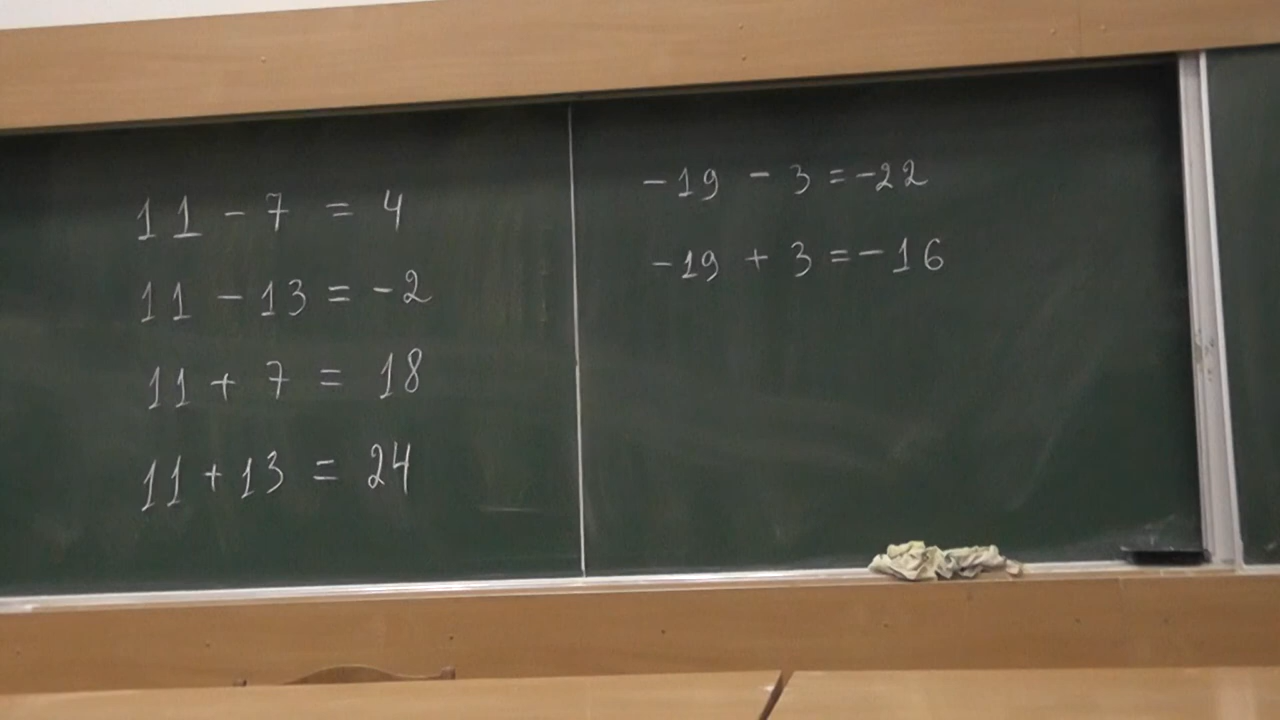 11 - 7 = 4
11 - 13 = -2
11 + 7 = 18
11 + 13 = 24
-19 - 3 = -22
-19 + 3 = -16